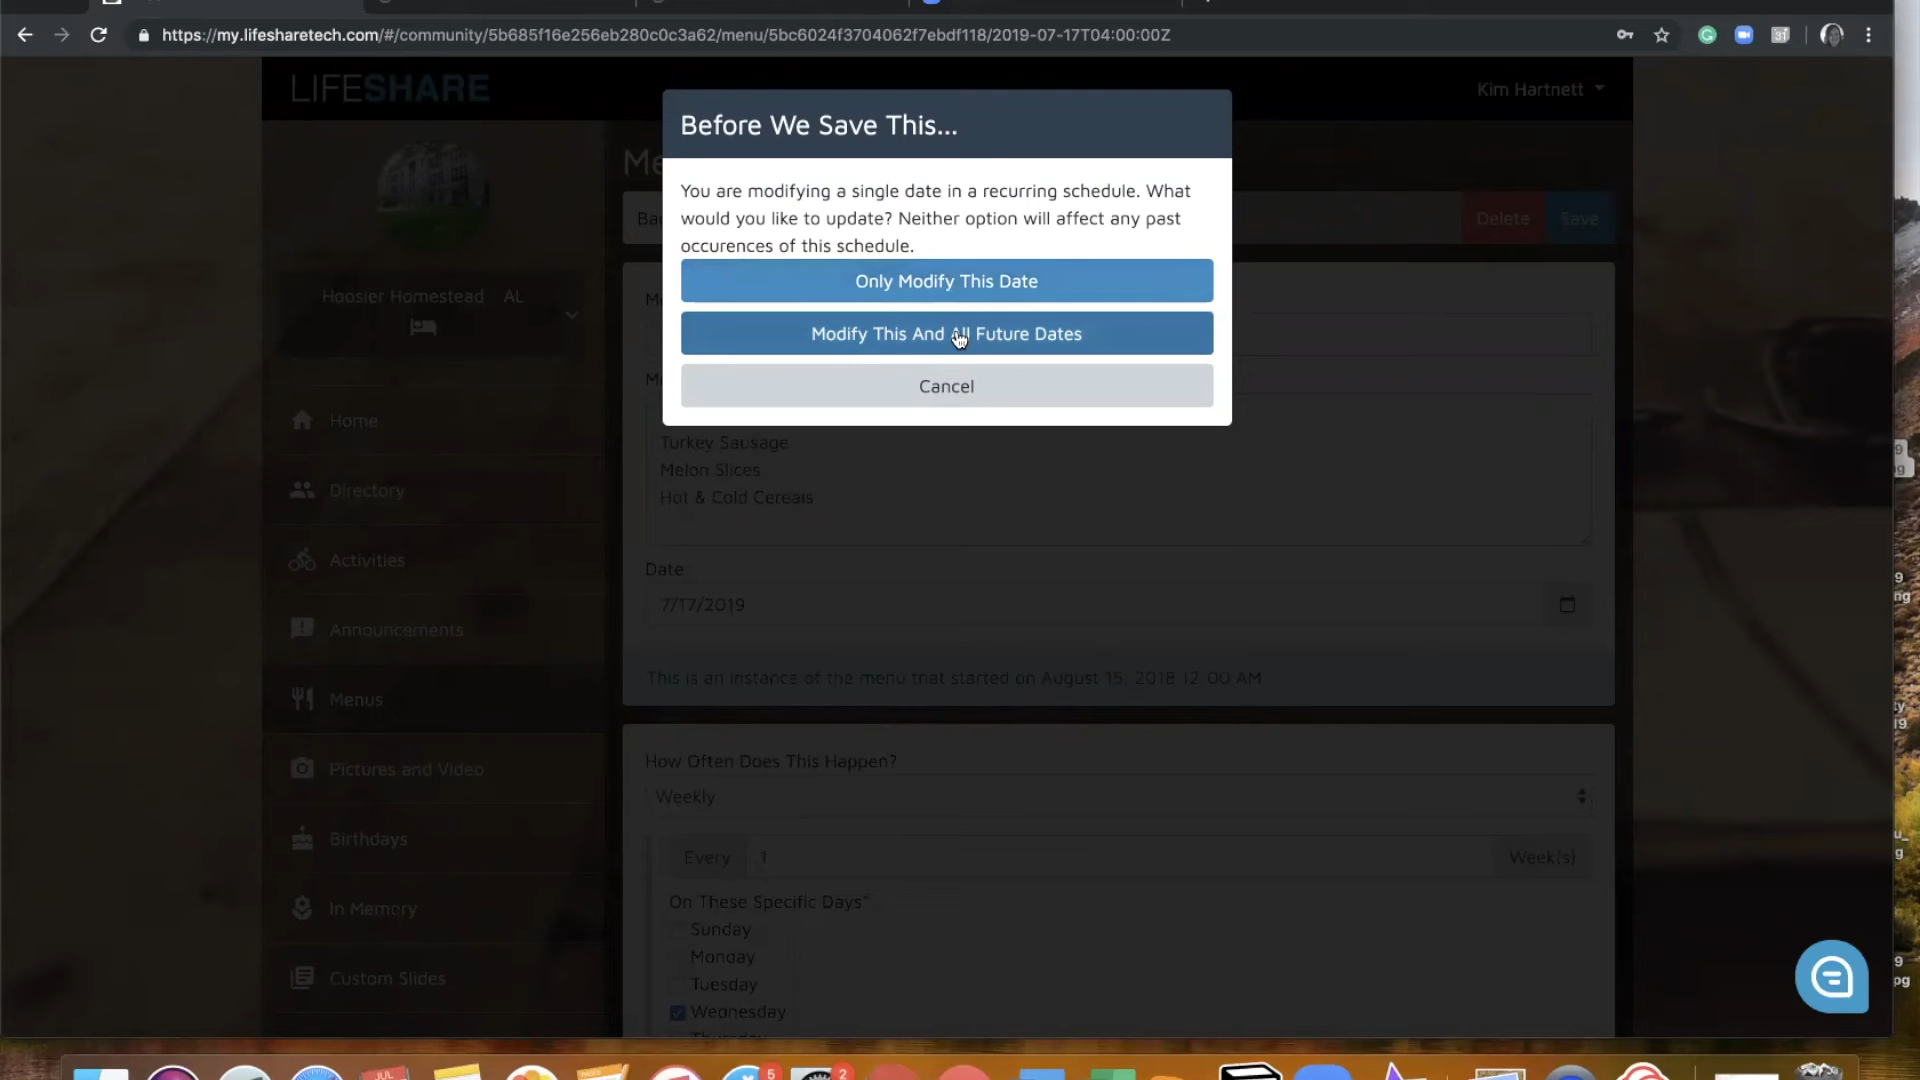 https://my.lifesharetech.com/#/community/5b685f16e256eb280c0c3a62/menu/5bc6024f3704062f7ebdf118/2019-07-17T04:00:00Z
31
LIFESHARE
Kim Hartnett
Before We Save This...
You are modifying a single date in a recurring schedule. What
would you like to update? Neither option will affect any past
occurences of this schedule.
Delete
Save
Only Modify This Date
Modify This And All Future Dates
Cancel
Hoosier Homestead AL
Home
Directory
Activities
Announcements
Menus
Pictures and Video
Birthdays
In Memory
Custom Slides
Turkey Sausage
Melon Slices
Hot & Cold Cereals
Date
7/17/2019
This is an instance of the menu that started on August 15, 2018 12:00 AM
How Often Does This Happen?
Weekly
Every 1 Week(s)
On These Specific Days*
Sunday
Monday
Tuesday
Wednesday
JUL
5
2